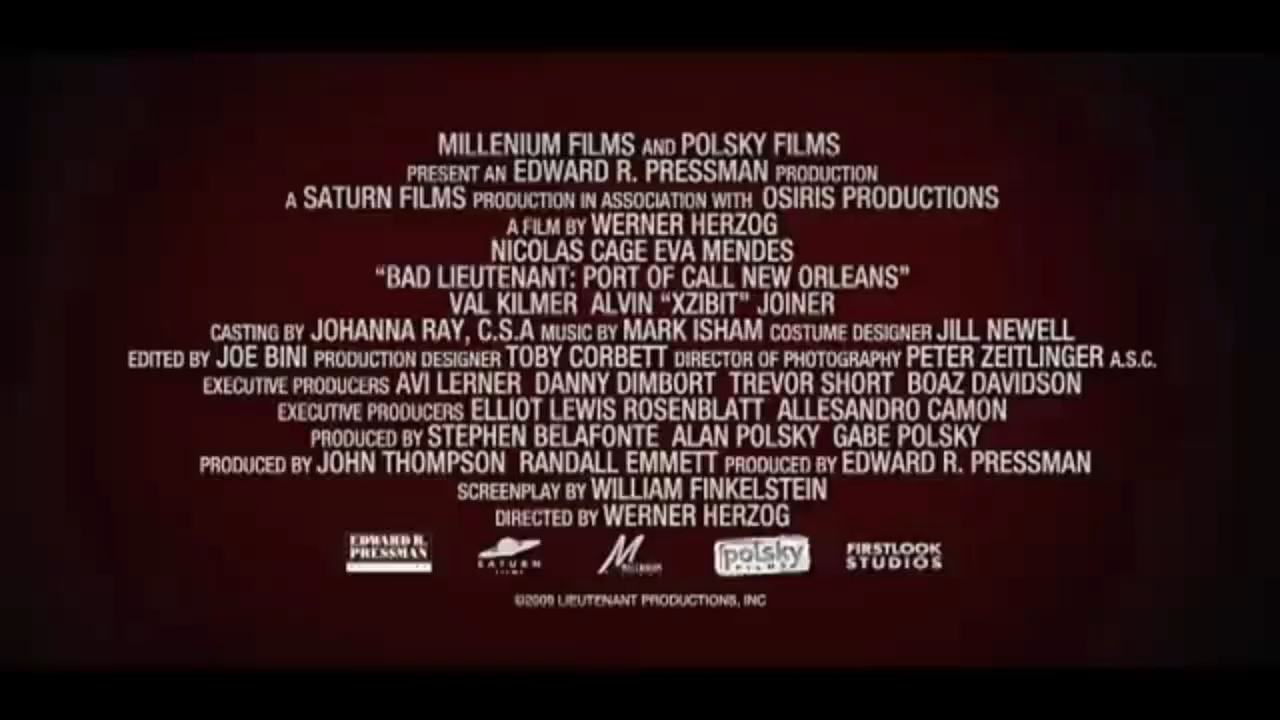 MILLENIUM FILMS AND POLSKY FILMS
PRESENT AN EDWARD R. PRESSMAN PRODUCTION
A SATURN FILMS PRODUCTION IN ASSOCIATION WITH OSIRIS PRODUCTIONS
A FILM BY WERNER HERZOG
NICOLAS CAGE EVA MENDES
“BAD LIEUTENANT: PORT OF CALL NEW ORLEANS”
VAL KILMER ALVIN “XZIBIT” JOINER
CASTING BY JOHANNA RAY, C.S.A MUSIC BY MARK ISHAM COSTUME DESIGNER JILL NEWELL
EDITED BY JOE BINI PRODUCTION DESIGNER TOBY CORBETT DIRECTOR OF PHOTOGRAPHY PETER ZEITLINGER A.S.C.
EXECUTIVE PRODUCERS AVI LERNER DANNY DIMBORT TREVOR SHORT BOAZ DAVIDSON
EXECUTIVE PRODUCERS ELLIOT LEWIS ROSENBLATT ALLESANDRO CAMON
PRODUCED BY STEPHEN BELAFONTE ALAN POLSKY GABE POLSKY
PRODUCED BY JOHN THOMPSON RANDALL EMMETT PRODUCED BY EDWARD R. PRESSMAN
SCREENPLAY BY WILLIAM FINKELSTEIN
DIRECTED BY WERNER HERZOG
EDWARD R. PRESSMAN
SATURN FILMS
M MILLENIUM
polsky FILMS
FIRSTLOOK STUDIOS
©2009 LIEUTENANT PRODUCTIONS, INC